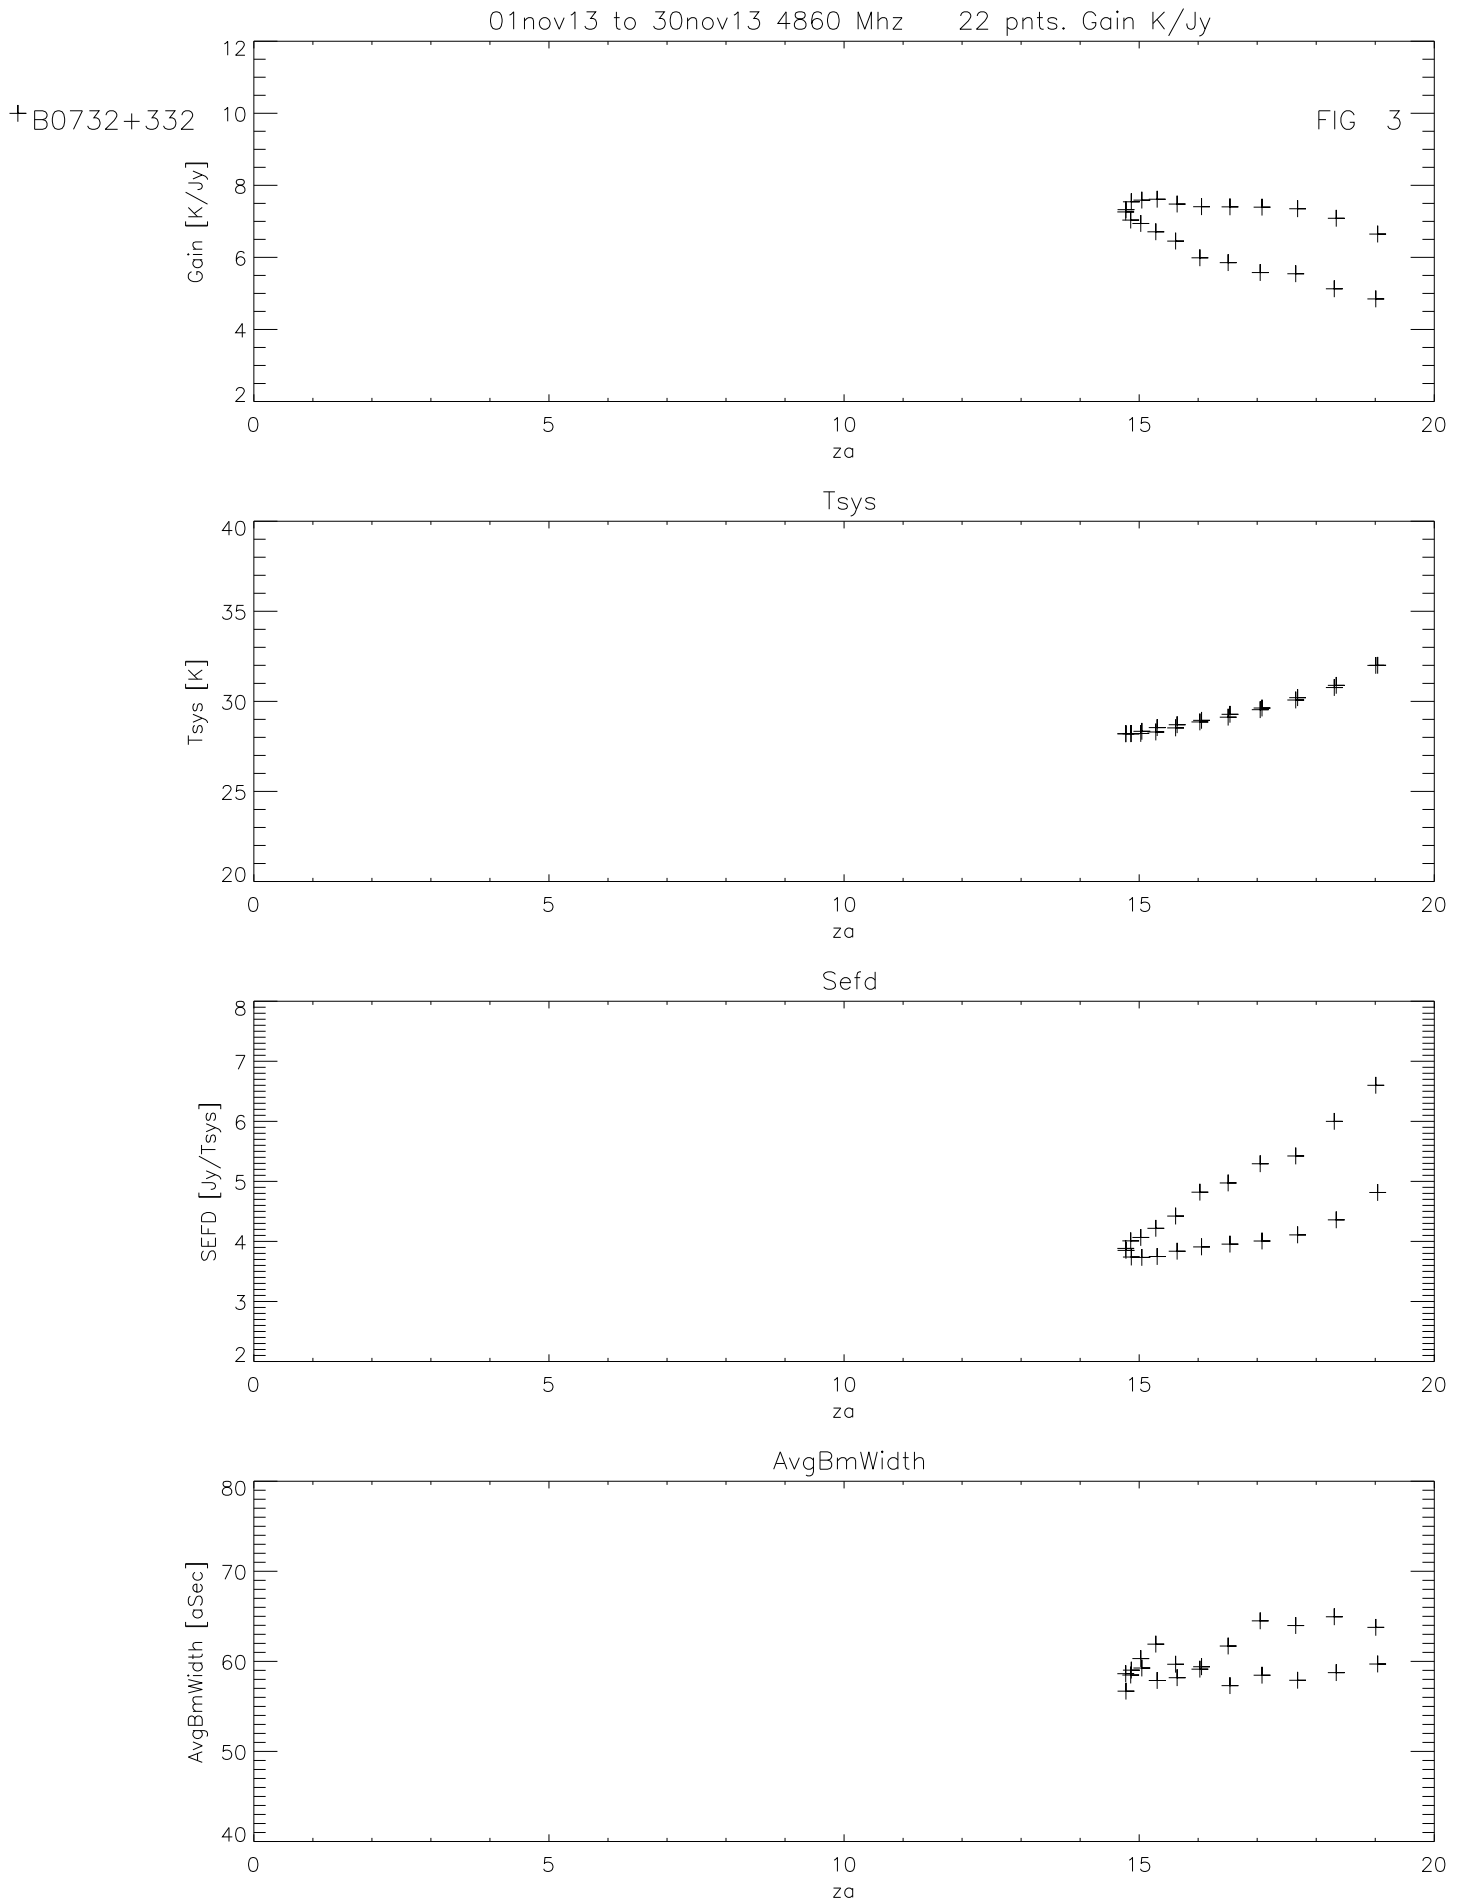 01nov13 to 30nov13 4860 Mhz 22 pnts. Gain K/Jy
+ B0732+332
FIG 3
Gain [K/Jy]
12
10
8
6
4
2
0 5 10 15 20
za
Tsys
Tsys [K]
40
35
30
25
20
0 5 10 15 20
za
Sefd
SEFD [Jy/Tsys]
8
7
6
5
4
3
2
0 5 10 15 20
za
AvgBmWidth
AvgBmWidth [aSec]
80
70
60
50
40
0 5 10 15 20
za